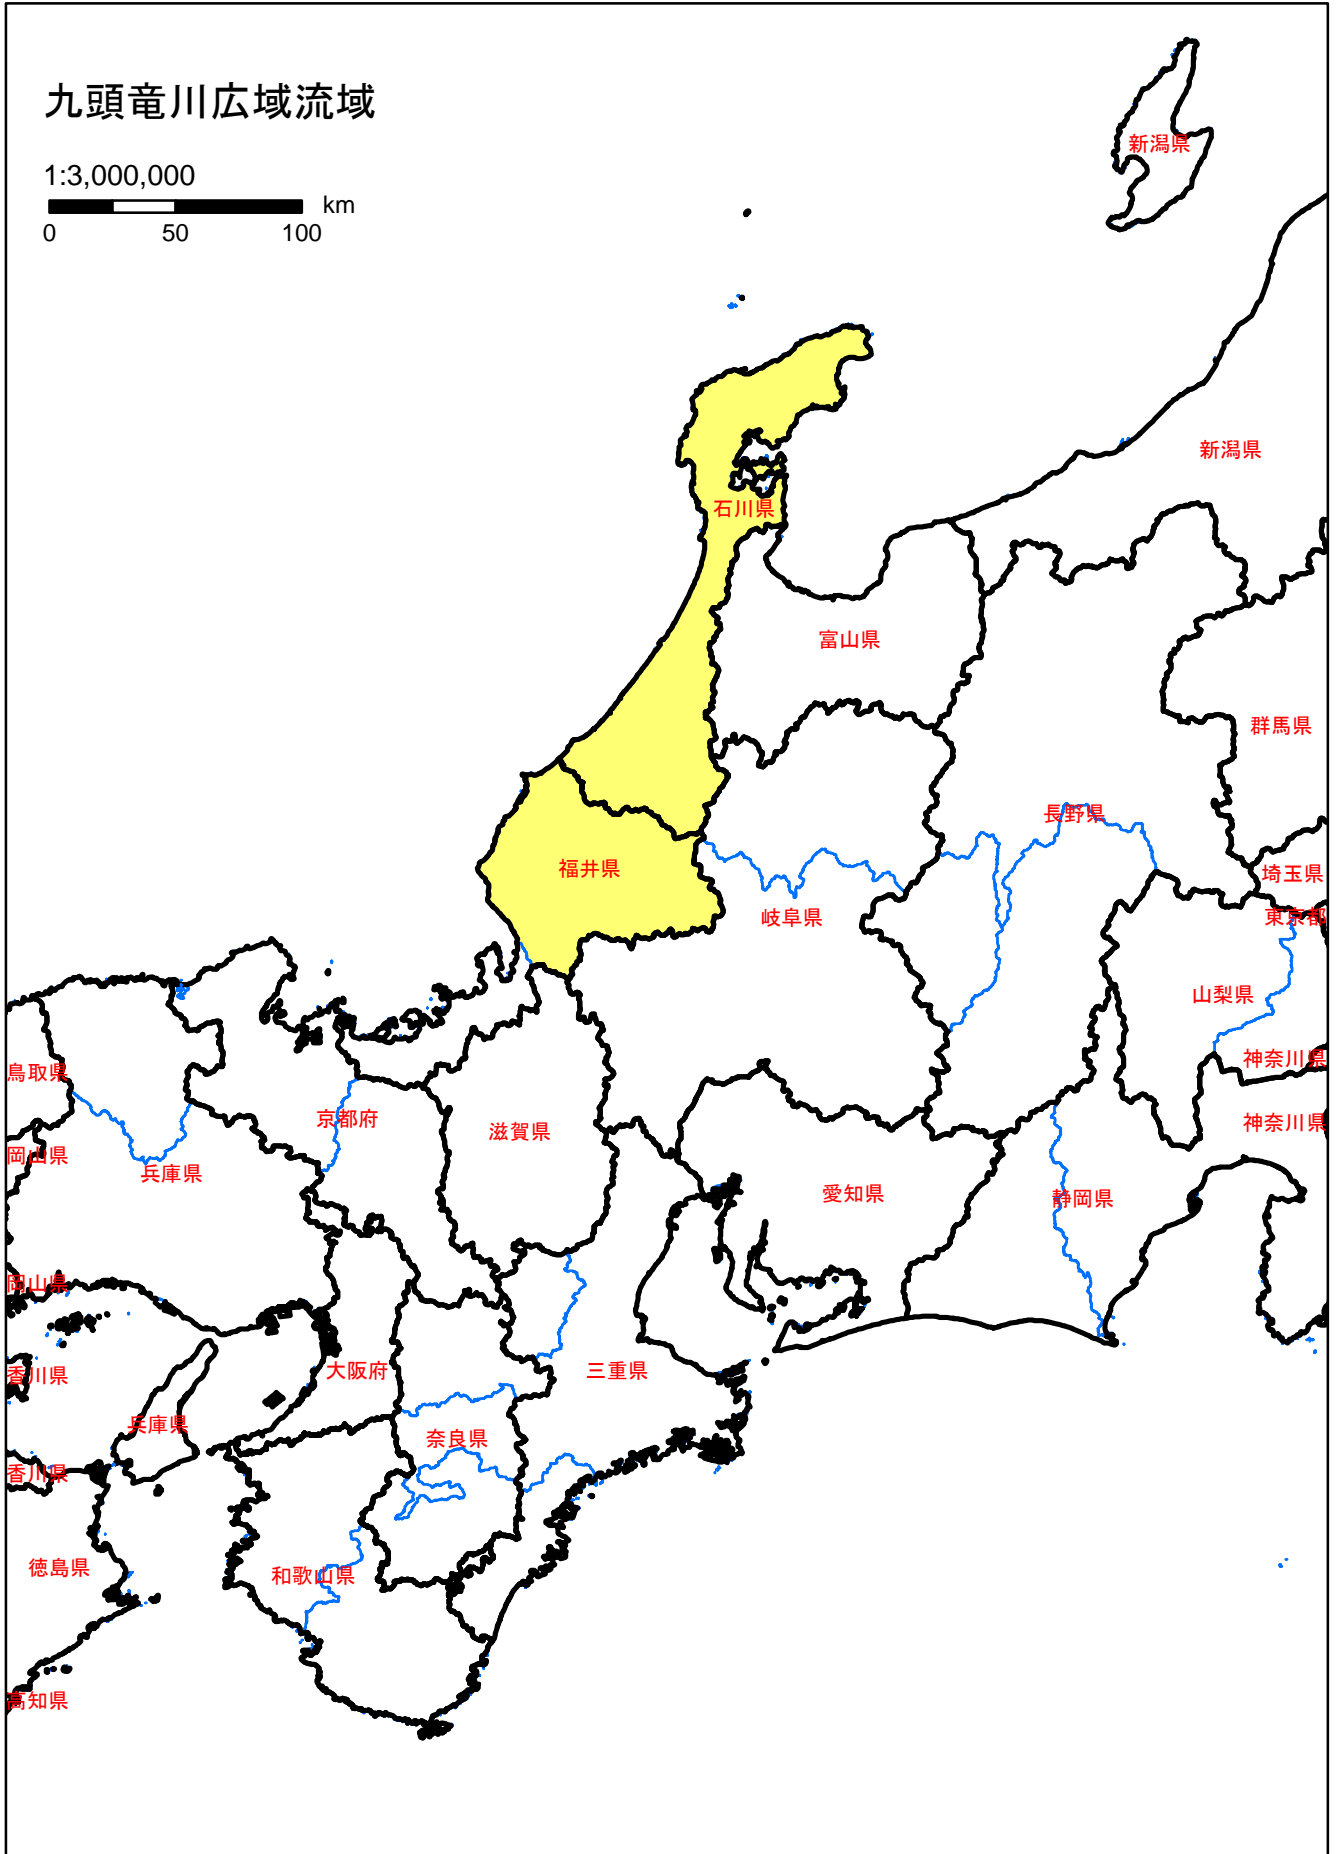 九頭竜川広域流域
1:3,000,000
km
0 50 100
新潟県
新潟県
石川県
富山県
群馬県
長野県
福井県
埼玉県
岐阜県
東京都
山梨県
神奈川県
鳥取県
京都府
滋賀県
神奈川県
岡山県
兵庫県
愛知県
静岡県
岡山県
香川県
大阪府
三重県
兵庫県
奈良県
香川県
徳島県
和歌山県
高知県